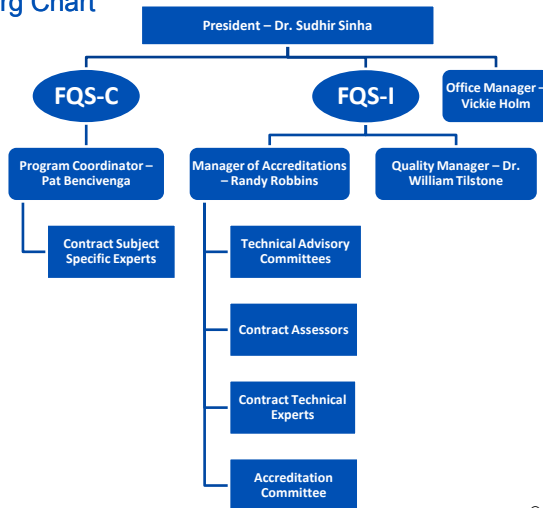 rg Chart
President – Dr. Sudhir Sinha
FQS-C
FQS-I
Office Manager –
Vickie Holm
Program Coordinator –
Pat Bencivenga
Manager of Accreditations
– Randy Robbins
Quality Manager – Dr.
William Tilstone
Contract Subject
Specific Experts
Technical Advisory
Committees
Contract Assessors
Contract Technical
Experts
Accreditation
Committee